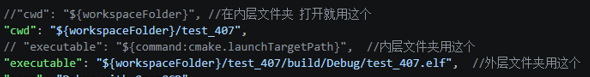 //"cwd": "${workspaceFolder}", //在内层文件夹 打开就用这个
"cwd": "${workspaceFolder}/test_407",
// "executable": "${command:cmake.launchTargetPath}", //内层文件夹用这个
"executable": "${workspaceFolder}/test_407/build/Debug/test_407.elf", //外层文件夹用这个